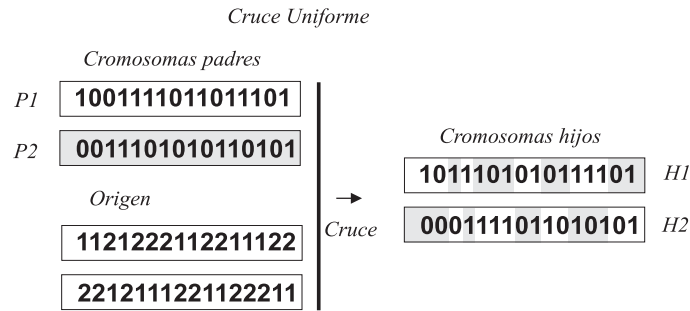 Cruce Uniforme
Cromosomas padres
P1 1001111011011101
P2 0011101010110101
Origen
1121222112211122
2212111221122211
Cruce
Cromosomas hijos
1011101010111101 H1
0001111011010101 H2